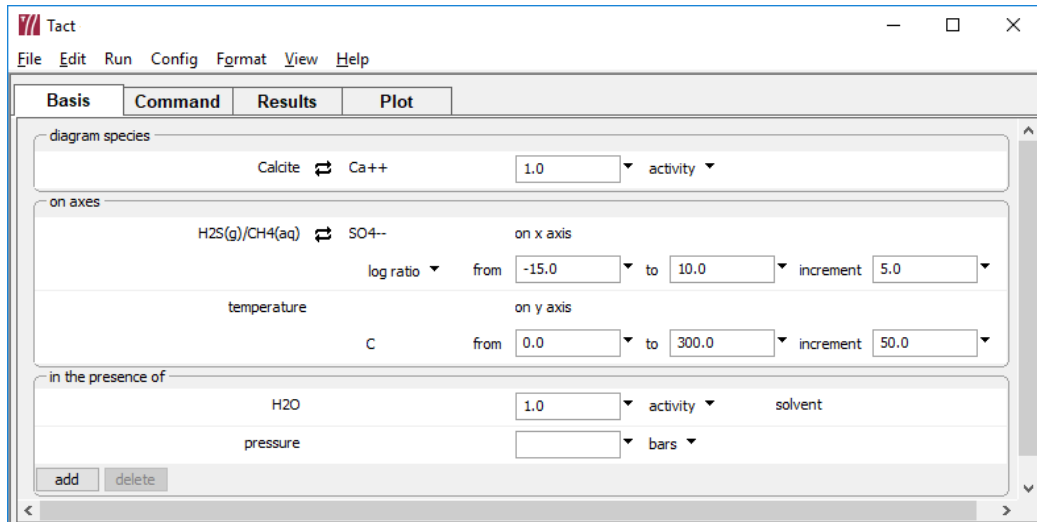 Tact
File Edit Run Config Format View Help
Basis Command Results Plot
diagram species
Calcite Ca++ 1.0 activity
on axes
H2S(g)/CH4(aq) SO4-- on x axis
log ratio from -15.0 to 10.0 increment 5.0
temperature on y axis
C from 0.0 to 300.0 increment 50.0
in the presence of
H2O 1.0 activity solvent
pressure bars
add delete